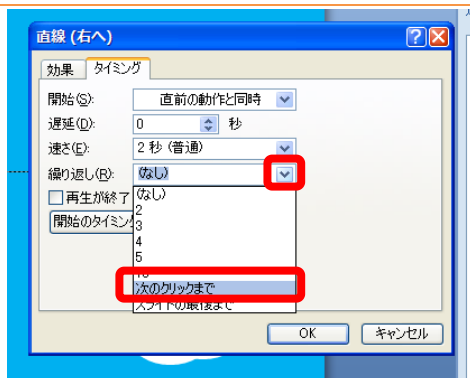 直線 (右へ)
効果 タイミング
開始(S): 直前の動作と同時
遅延(D): 0 秒
速さ(E): 2 秒 (普通)
繰り返し(R): (なし)
再生が終了
(なし)
開始のタイミン
2
3
4
5
次のクリックまで
スライドの最後まで
OK キャンセル